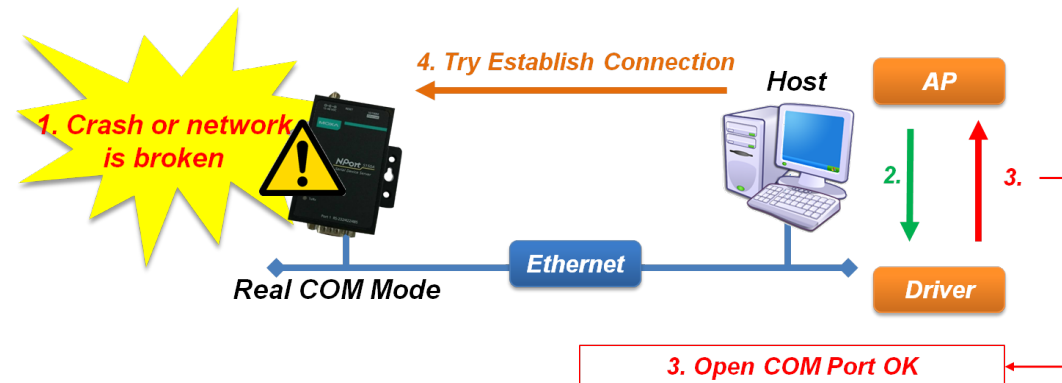 4. Try Establish Connection
Host
AP
1. Crash or network
is broken
NPort
2.
3.
Ethernet
Real COM Mode
Driver
3. Open COM Port OK